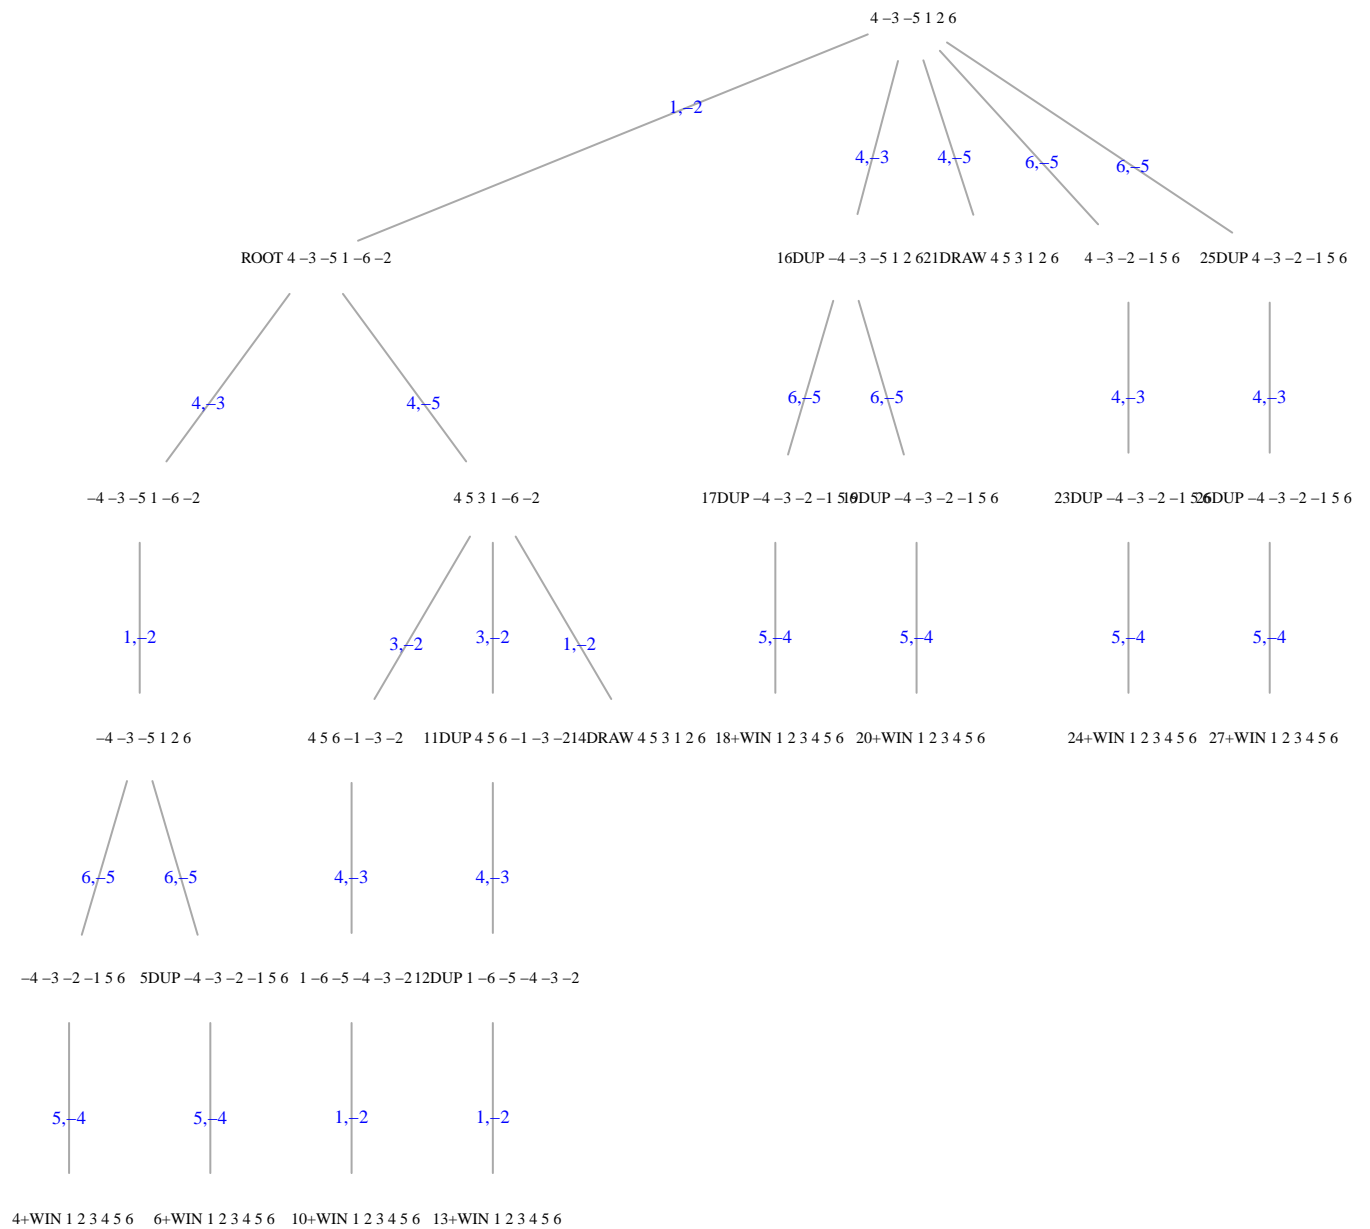 4 –3 –5 1 2 6
1,–2
4,–3
4,–5
6,–5
6,–5
ROOT 4 –3 –5 1 –6 –2
16DUP –4 –3 –5 1 2 6
21DRAW 4 5 3 1 2 6
4 –3 –2 –1 5 6
25DUP 4 –3 –2 –1 5 6
4,–3
4,–5
6,–5
6,–5
4,–3
4,–3
–4 –3 –5 1 –6 –2
4 5 3 1 –6 –2
17DUP –4 –3 –2 –1 5 6
19DUP –4 –3 –2 –1 5 6
23DUP –4 –3 –2 –1 5 6
26DUP –4 –3 –2 –1 5 6
1,–2
3,–2
3,–2
1,–2
5,–4
5,–4
5,–4
5,–4
–4 –3 –5 1 2 6
4 5 6 –1 –3 –2
11DUP 4 5 6 –1 –3 –2
14DRAW 4 5 3 1 2 6
18+WIN 1 2 3 4 5 6
20+WIN 1 2 3 4 5 6
24+WIN 1 2 3 4 5 6
27+WIN 1 2 3 4 5 6
6,–5
6,–5
4,–3
4,–3
–4 –3 –2 –1 5 6
5DUP –4 –3 –2 –1 5 6
1 –6 –5 –4 –3 –2
12DUP 1 –6 –5 –4 –3 –2
5,–4
5,–4
1,–2
1,–2
4+WIN 1 2 3 4 5 6
6+WIN 1 2 3 4 5 6
10+WIN 1 2 3 4 5 6
13+WIN 1 2 3 4 5 6